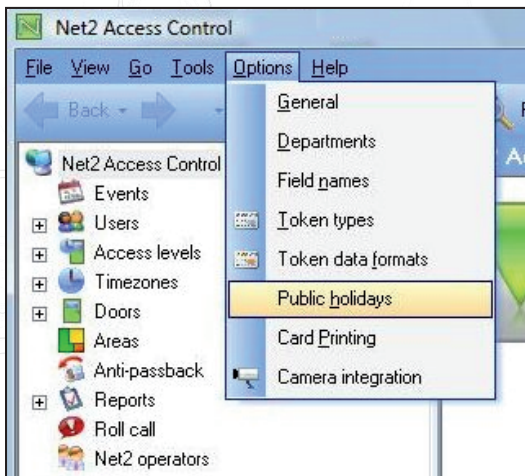 Net2 Access Control
File View Go Tools Options Help
Back
General
Departments
Field names
Token types
Token data formats
Public holidays
Card Printing
Camera integration
Net2 Access Control
Events
Users
Access levels
Timezones
Doors
Areas
Anti-passback
Reports
Roll call
Net2 operators